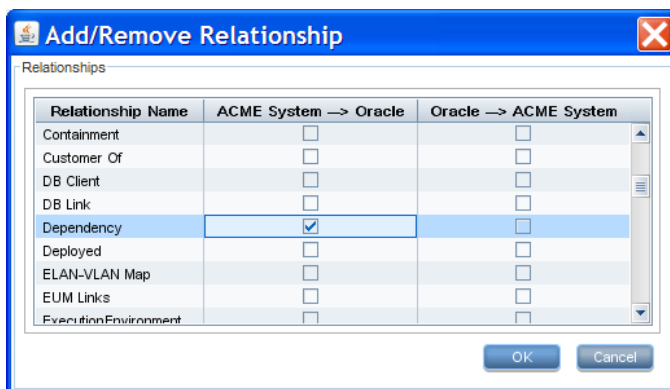 Add/Remove Relationship
Relationships
Relationship Name ACME System —> Oracle Oracle —> ACME System
Containment
Customer Of
DB Client
DB Link
Dependency
Deployed
ELAN-VLAN Map
EUM Links
ExecutionEnvironment
OK Cancel